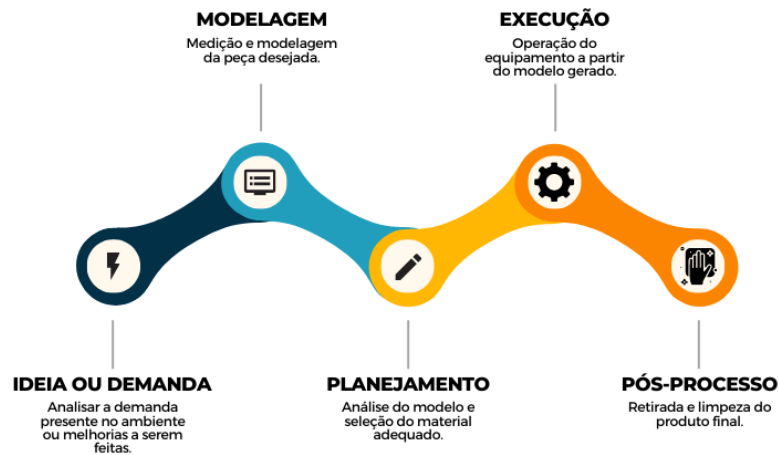 MODELAGEM
Medição e modelagem
da peça desejada.
EXECUÇÃO
Operação do
equipamento a partir
do modelo gerado.
IDEIA OU DEMANDA
Analisar a demanda
presente no ambiente
ou melhorias a serem
feitas.
PLANEJAMENTO
Análise do modelo e
seleção do material
adequado.
PÓS-PROCESSO
Retirada e limpeza do
produto final.